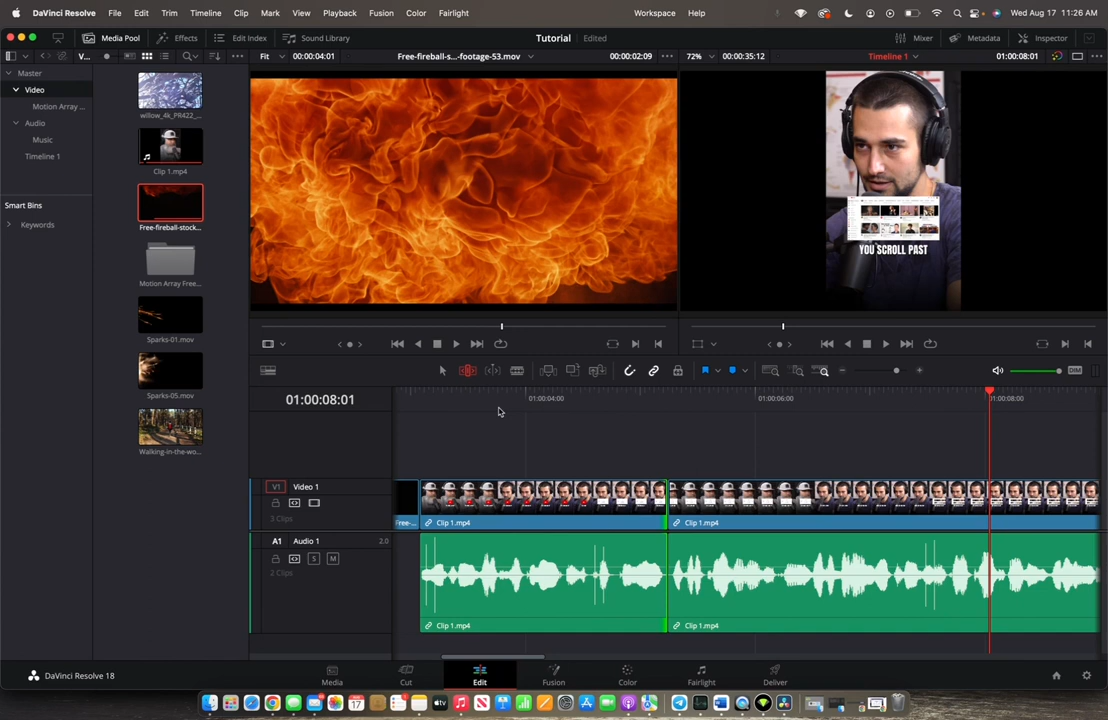 DaVinci Resolve File Edit Trim Timeline Clip Mark View Playback Fusion Color Fairlight Workspace Help Wed Aug 17 11:26 AM
Media Pool Effects Edit Index Sound Library Tutorial Edited Mixer Metadata Inspector
V... Fit 00:00:04:01 Free-fireball-s...-footage-53.mov 00:00:02:09 72% 00:00:35:12 Timeline 1 01:00:08:01
Master
Video
Motion Array ...
Audio
Music
Timeline 1
Smart Bins
Keywords
willow_4k_PR422_...
Clip 1.mp4
Free-fireball-stock...
Motion Array Free...
Sparks-01.mov
Sparks-05.mov
Walking-in-the-wo...
YOU SCROLL PAST
DIM
01:00:08:01
01:00:04:00 01:00:06:00 01:00:08:00
V1 Video 1
3 Clips
Free-... Clip 1.mp4 Clip 1.mp4
A1 Audio 1 2.0
S M
2 Clips
Clip 1.mp4 Clip 1.mp4
DaVinci Resolve 18
Media Cut Edit Fusion Color Fairlight Deliver